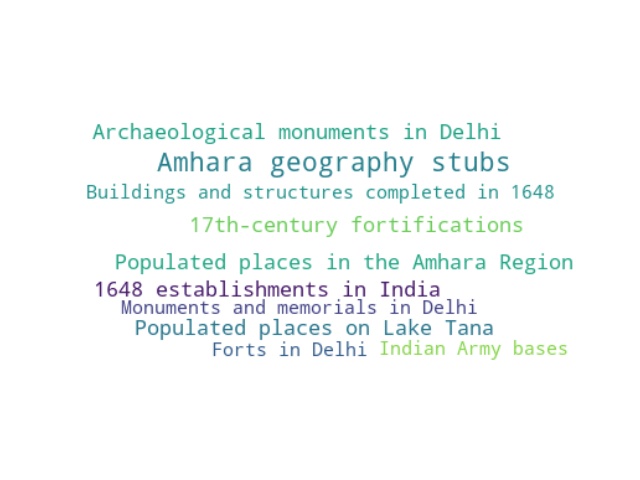 Archaeological monuments in Delhi
Amhara geography stubs
Buildings and structures completed in 1648
17th-century fortifications
Populated places in the Amhara Region
1648 establishments in India
Monuments and memorials in Delhi
Populated places on Lake Tana
Forts in Delhi Indian Army bases